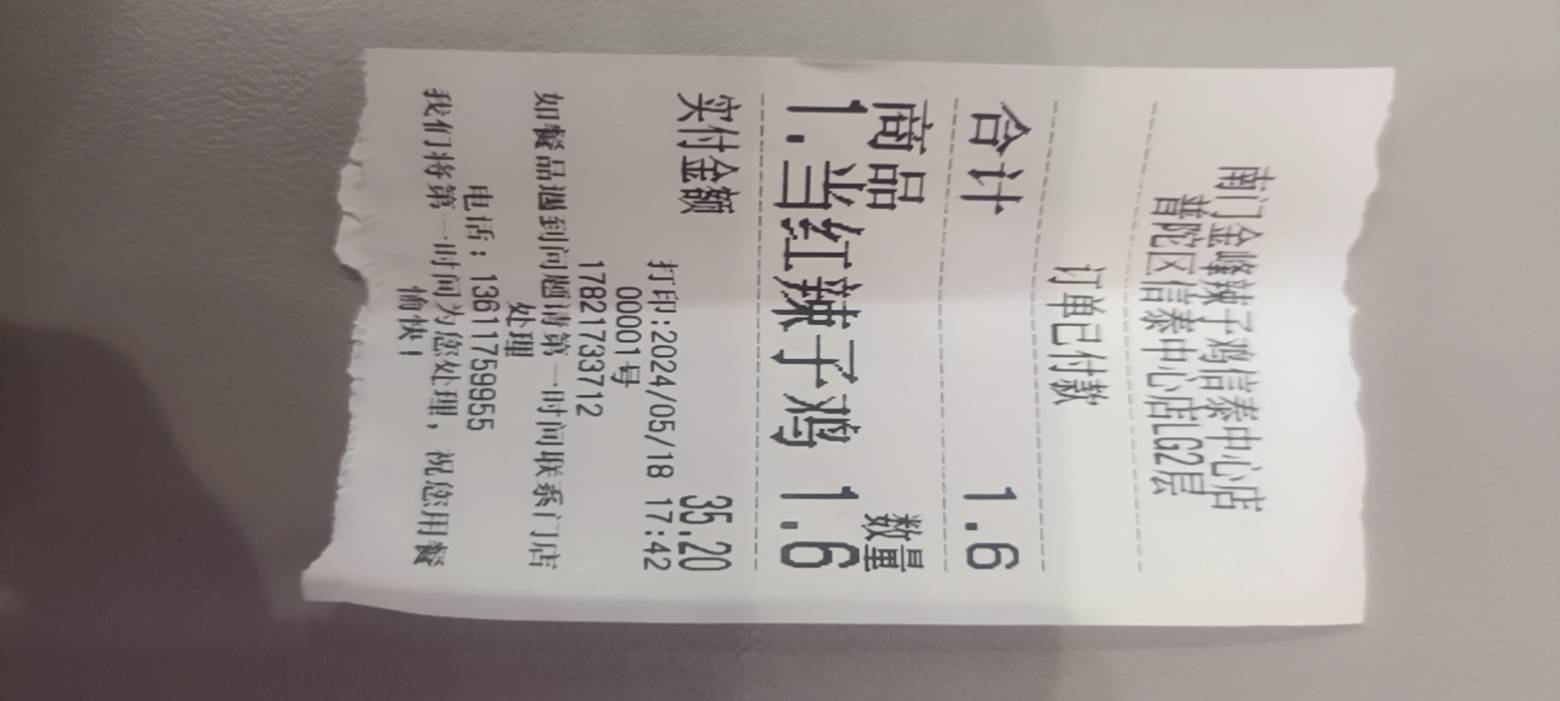 南门金峰辣子鸡信泰中心店
普陀区信泰中心店LG2层
订单已付款
合计 1.6
商品 数量
1.当红辣子鸡 1.6
实付金额 35.20
打印:2024/05/18 17:42
00001号
17821733712
如餐品遇到问题请第一时间联系门店
处理
电话：13611759955
我们将第一时间为您处理，祝您用餐
愉快！